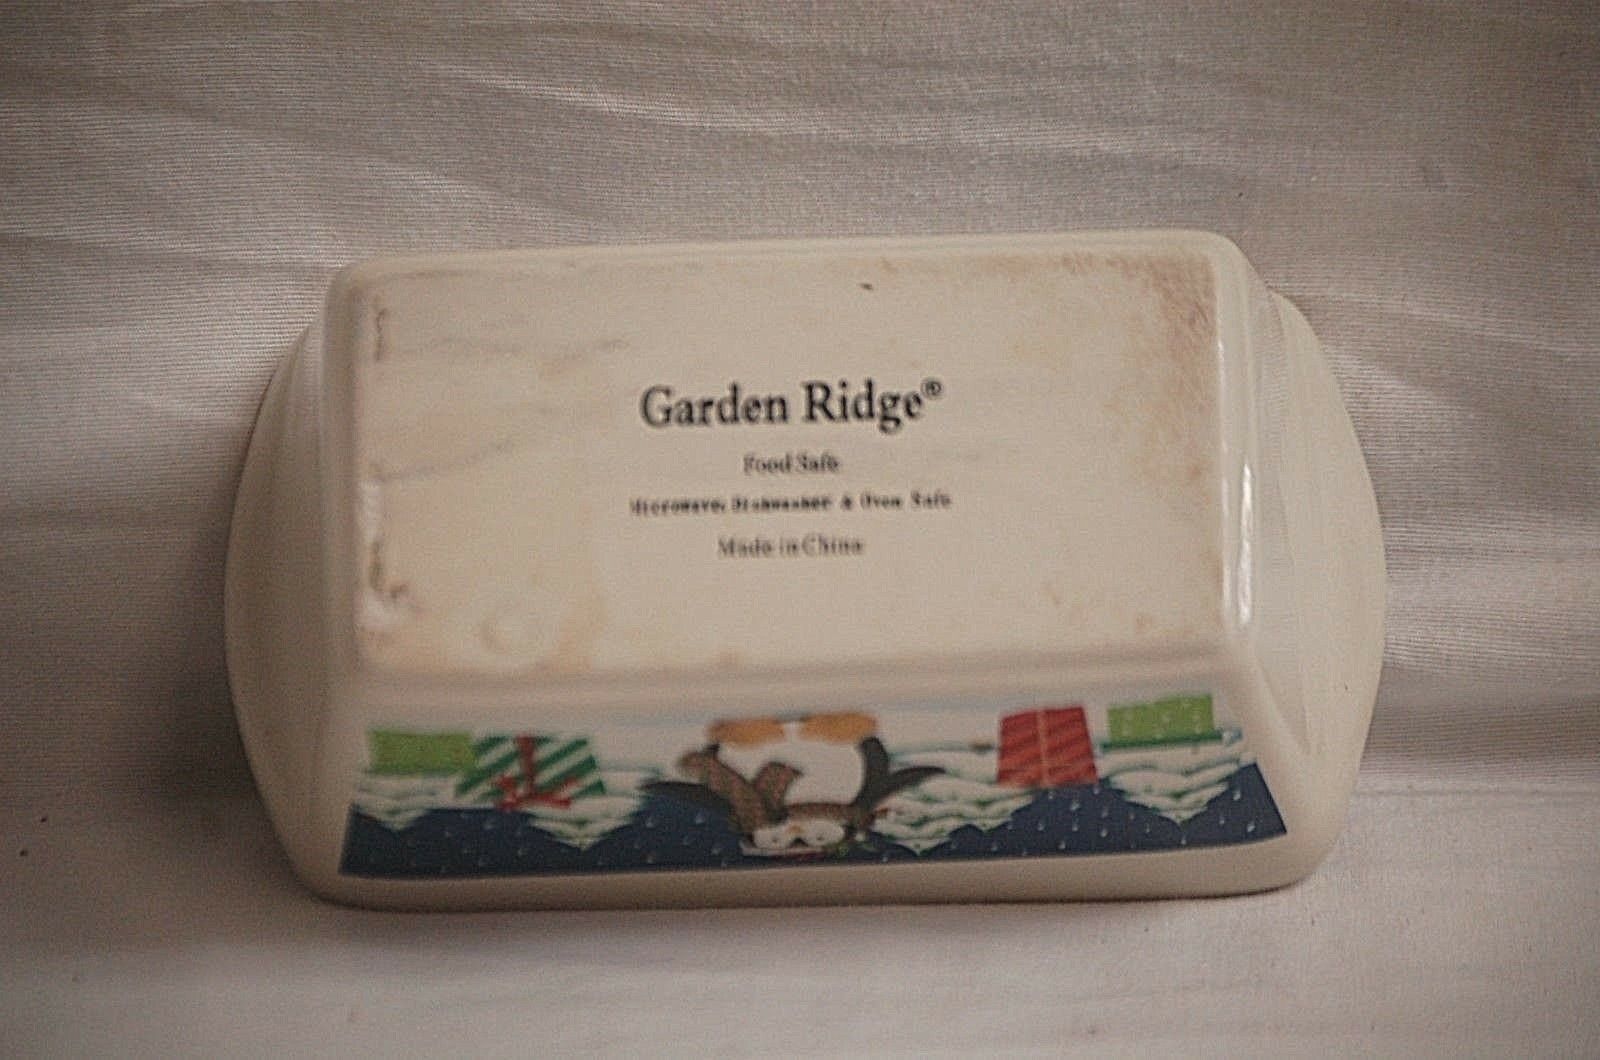 Garden Ridge®
Food Safe
Microwave, Dishwasher & Oven Safe
Made in China